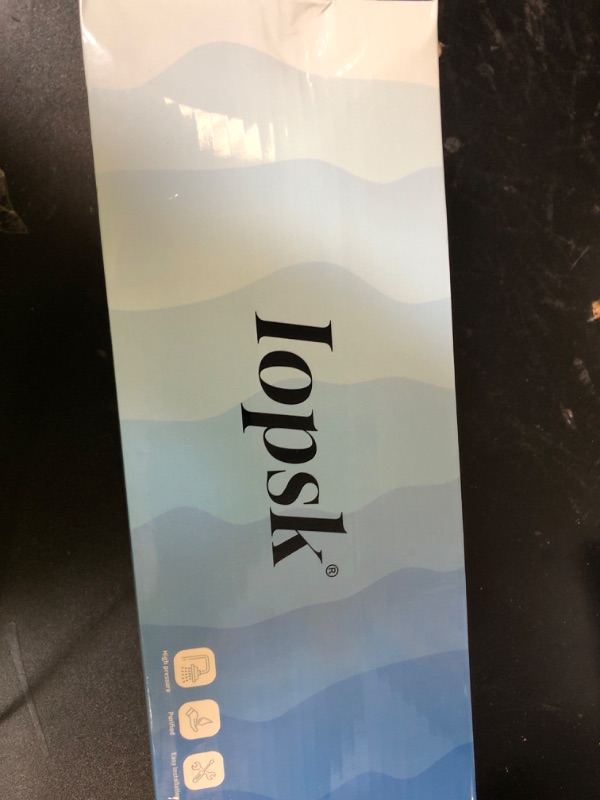 Iopsk®
High pressure
Purified
Easy installation